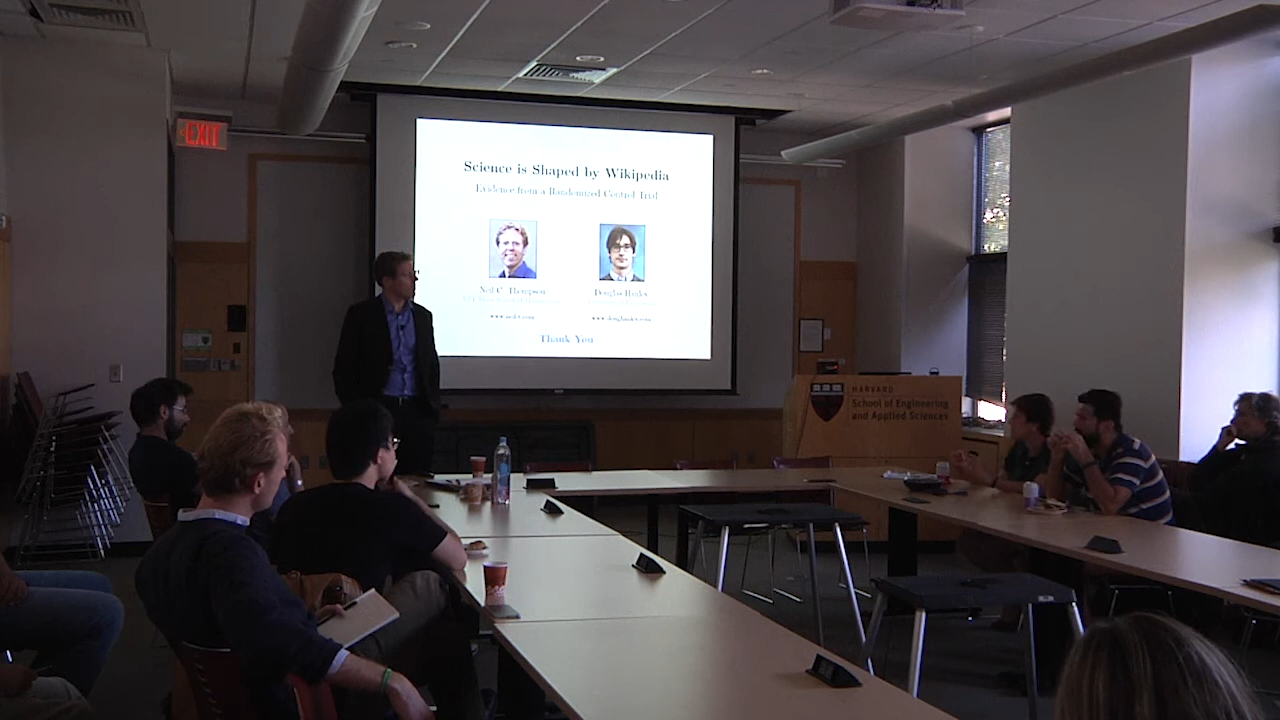 EXIT
Science is Shaped by Wikipedia
Evidence from a Randomized Control Trial
Neil C. Thompson
Douglas Hanley
Thank You
HARVARD
School of Engineering
and Applied Sciences